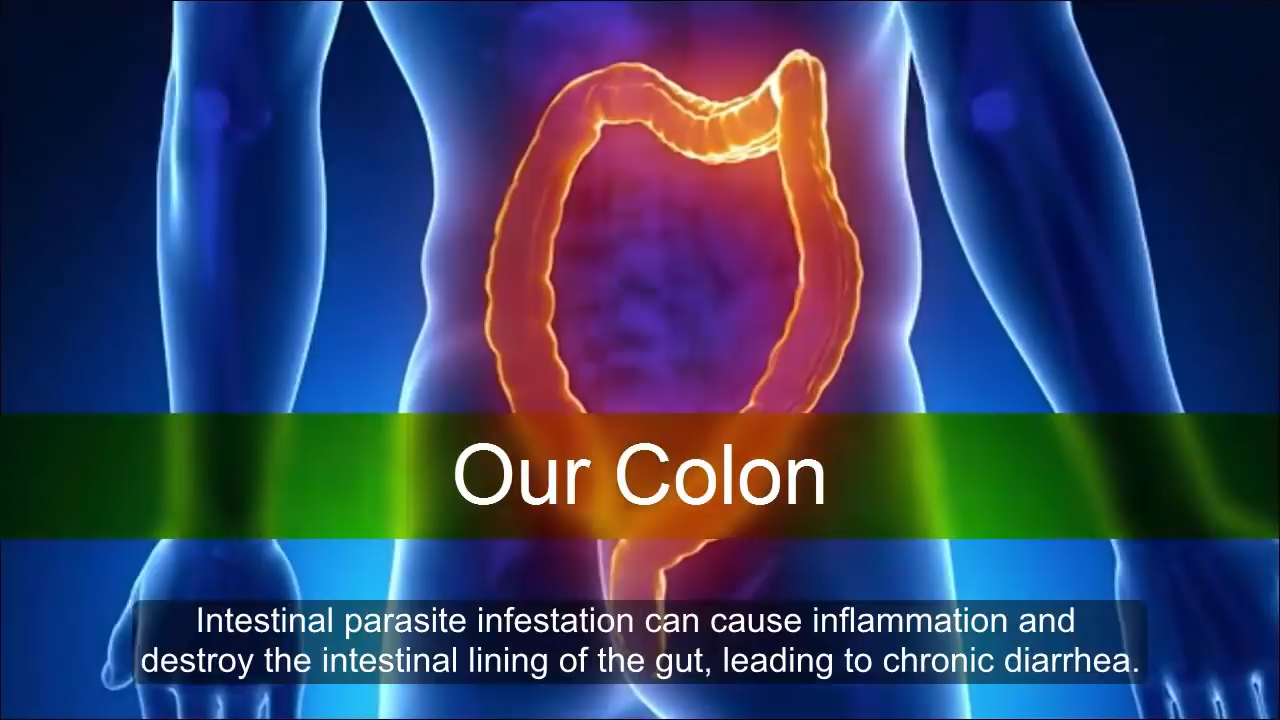 Our Colon
Intestinal parasite infestation can cause inflammation and
destroy the intestinal lining of the gut, leading to chronic diarrhea.